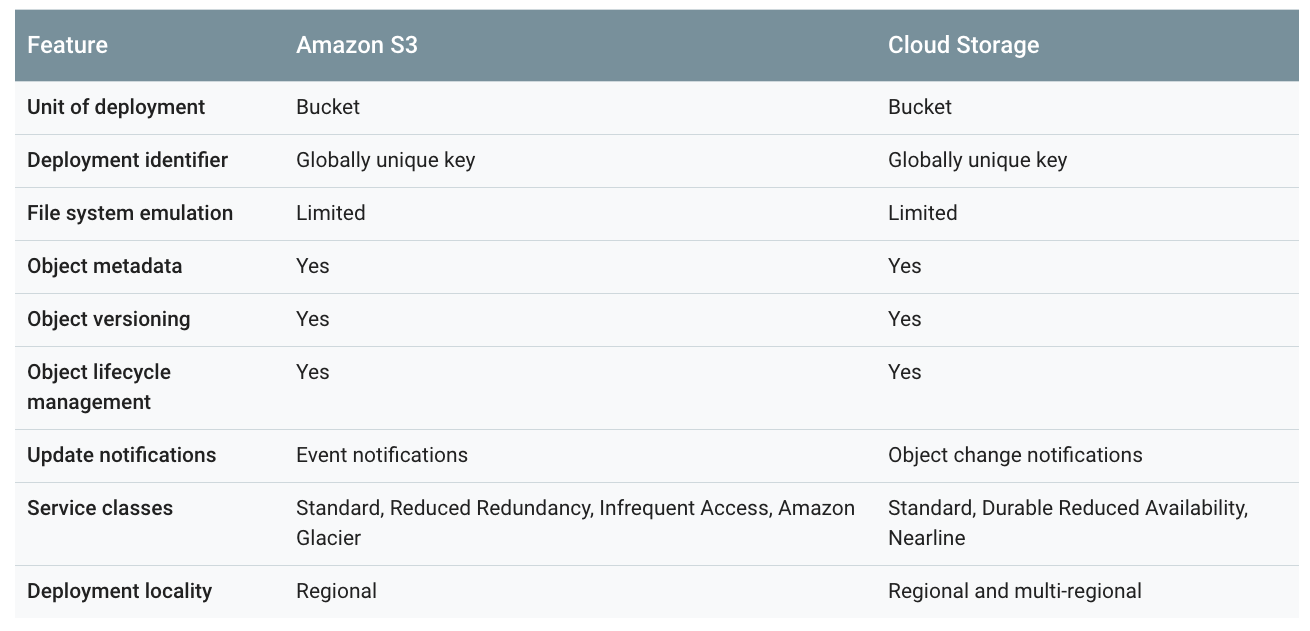 Feature Amazon S3 Cloud Storage
Unit of deployment Bucket Bucket
Deployment identifier Globally unique key Globally unique key
File system emulation Limited Limited
Object metadata Yes Yes
Object versioning Yes Yes
Object lifecycle Yes Yes
management
Update notifications Event notifications Object change notifications
Service classes Standard, Reduced Redundancy, Infrequent Access, Amazon Standard, Durable Reduced Availability,
Glacier Nearline
Deployment locality Regional Regional and multi-regional